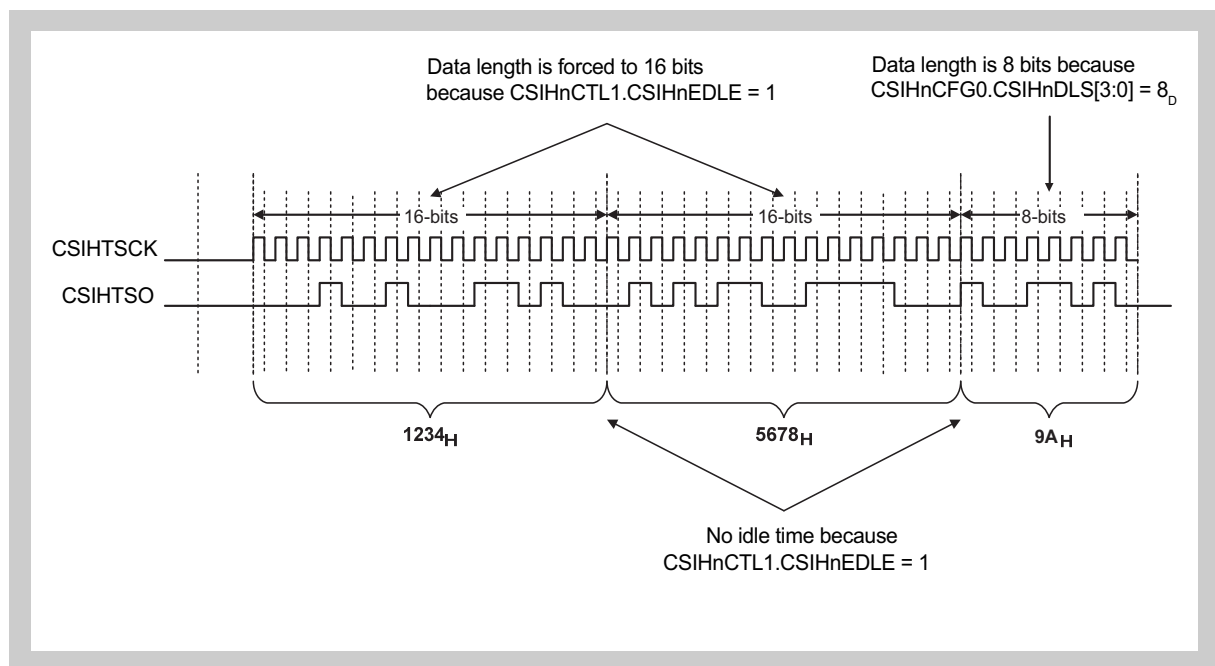 Data length is forced to 16 bits
because CSIHnCTL1.CSIHnEDLE = 1
Data length is 8 bits because
CSIHnCFG0.CSIHnDLS[3:0] = 8D
16-bits
16-bits
8-bits
CSIHTSCK
CSIHTSO
1234H
5678H
9AH
No idle time because
CSIHnCTL1.CSIHnEDLE = 1